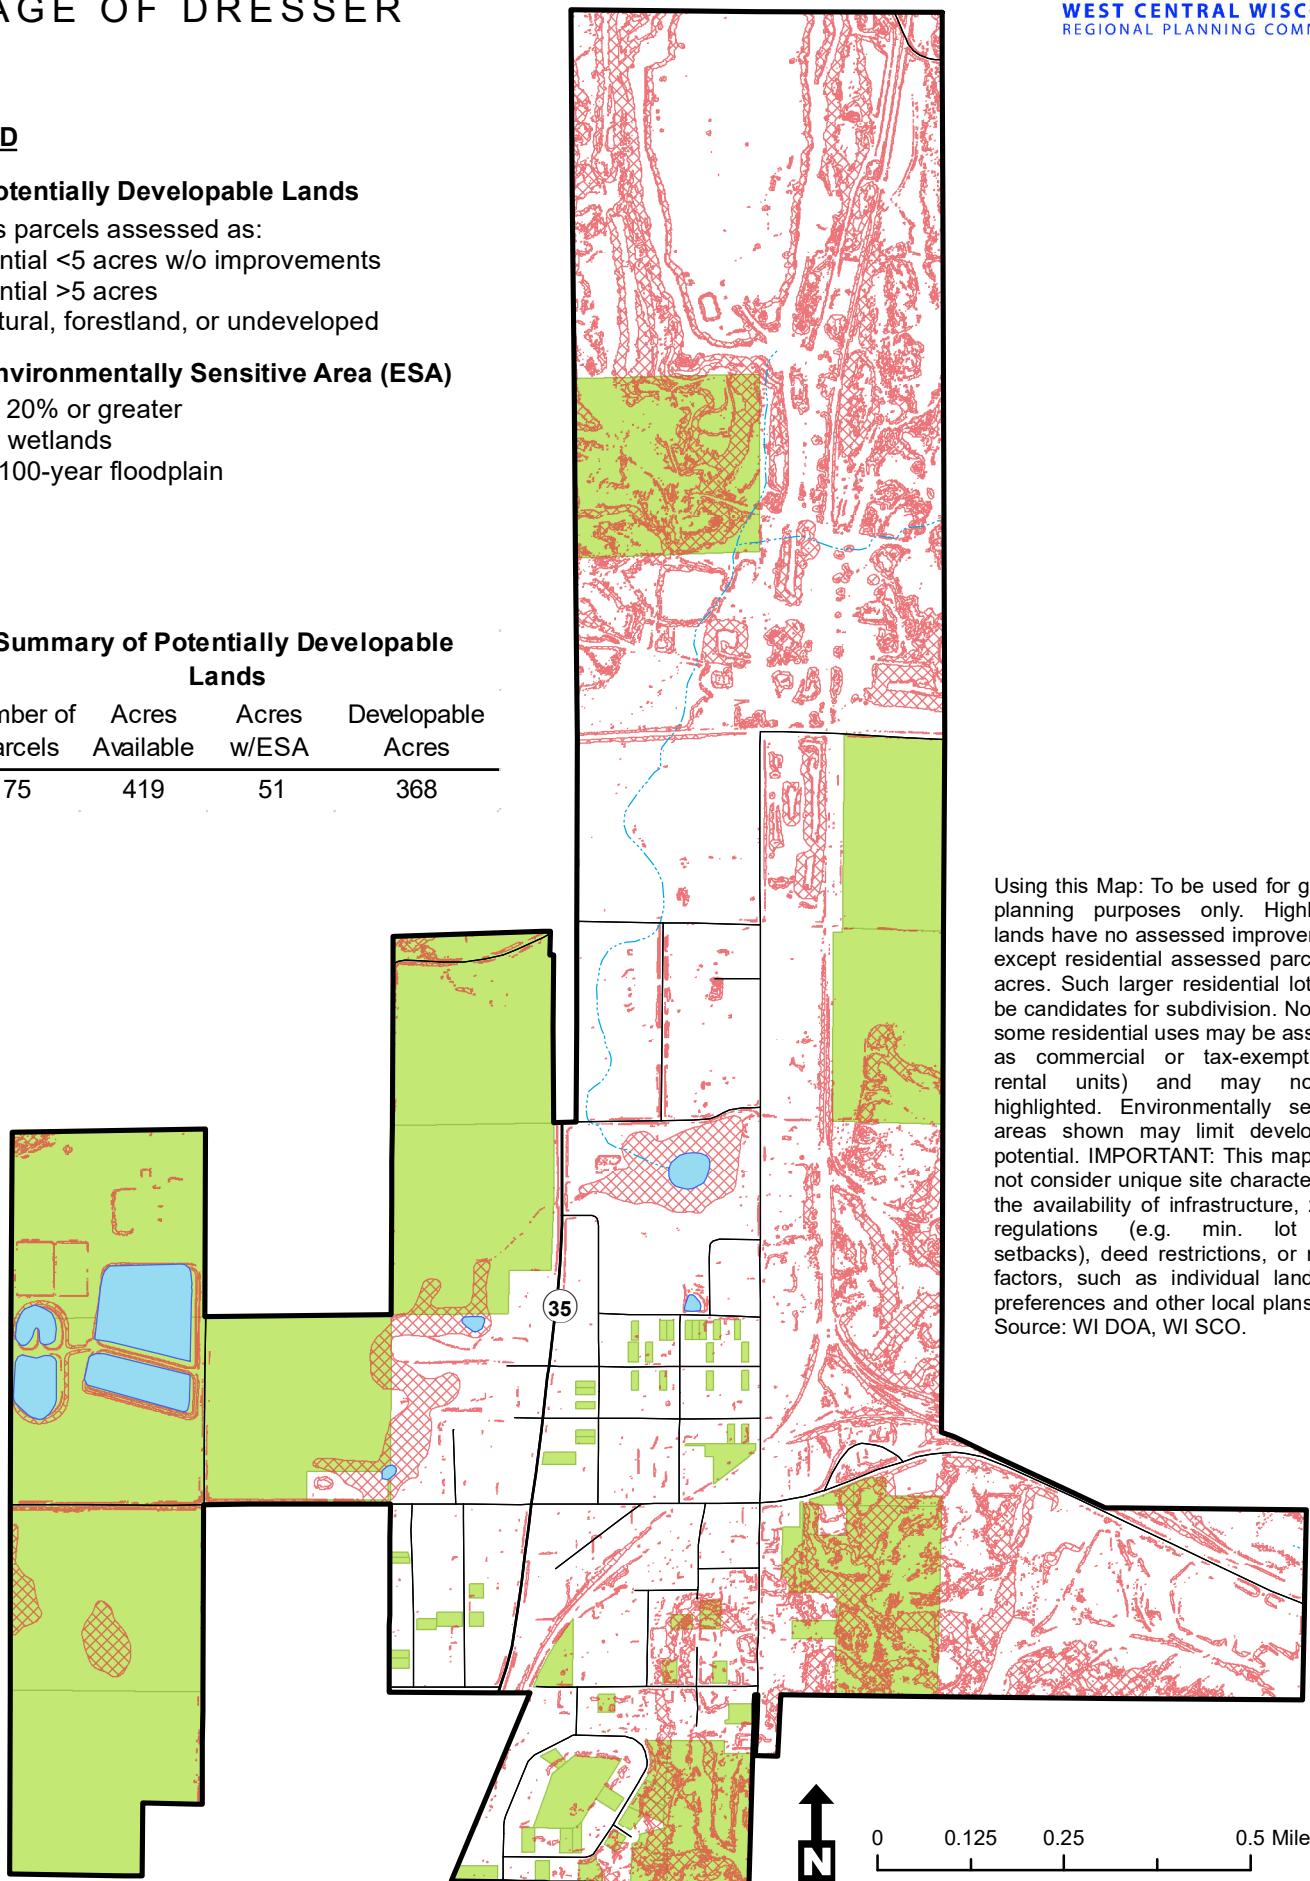 AGE OF DRESSER
WEST CENTRAL WISC
REGIONAL PLANNING COM
D
otentially Developable Lands
s parcels assessed as:
ntial <5 acres w/o improvements
ntial >5 acres
tural, forestland, or undeveloped
nvironmentally Sensitive Area (ESA)
20% or greater
wetlands
100-year floodplain
Summary of Potentially Developable
Lands
mber of Acres Acres Developable
arcels Available w/ESA Acres
75 419 51 368
Using this Map: To be used for g
planning purposes only. Highl
lands have no assessed improver
except residential assessed parc
acres. Such larger residential lot
be candidates for subdivision. No
some residential uses may be ass
as commercial or tax-exempt
rental units) and may no
highlighted. Environmentally se
areas shown may limit develo
potential. IMPORTANT: This map
not consider unique site characte
the availability of infrastructure,
regulations (e.g. min. lot
setbacks), deed restrictions, or r
factors, such as individual land
preferences and other local plans
Source: WI DOA, WI SCO.
35
N
0 0.125 0.25 0.5 Mile